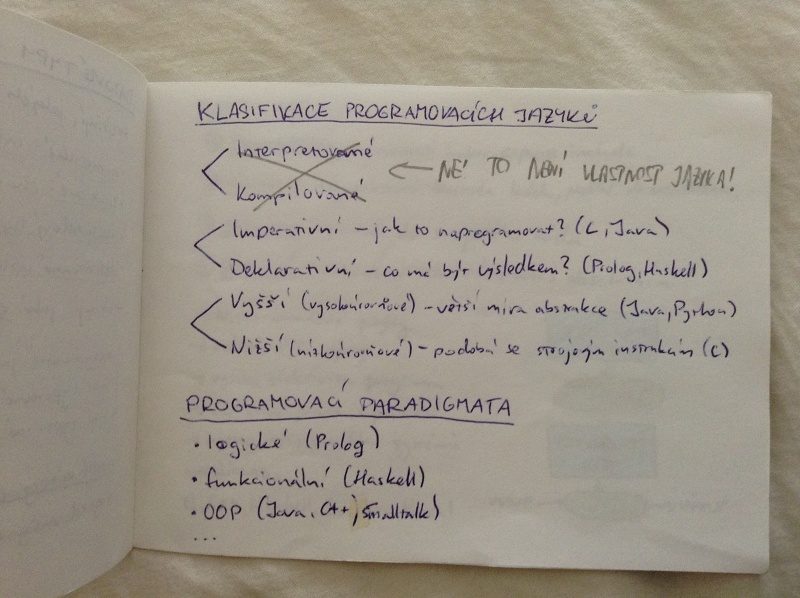 KLASIFIKACE PROGRAMOVACÍCH JAZYKŮ
Interpretované
Kompilované
← NE! TO NENÍ VLASTNOST JAZYKA!
Imperativní – jak to naprogramovat? (C, Java)
Deklarativní – co má být výsledkem? (Prolog, Haskell)
Vyšší (vysokoúrovňové) – větší míra abstrakce (Java, Python)
Nižší (nízkoúrovňové) – podobá se strojovým instrukcím (C)
PROGRAMOVACÍ PARADIGMATA
• logické (Prolog)
• funkcionální (Haskell)
• OOP (Java, C++, Smalltalk)
...